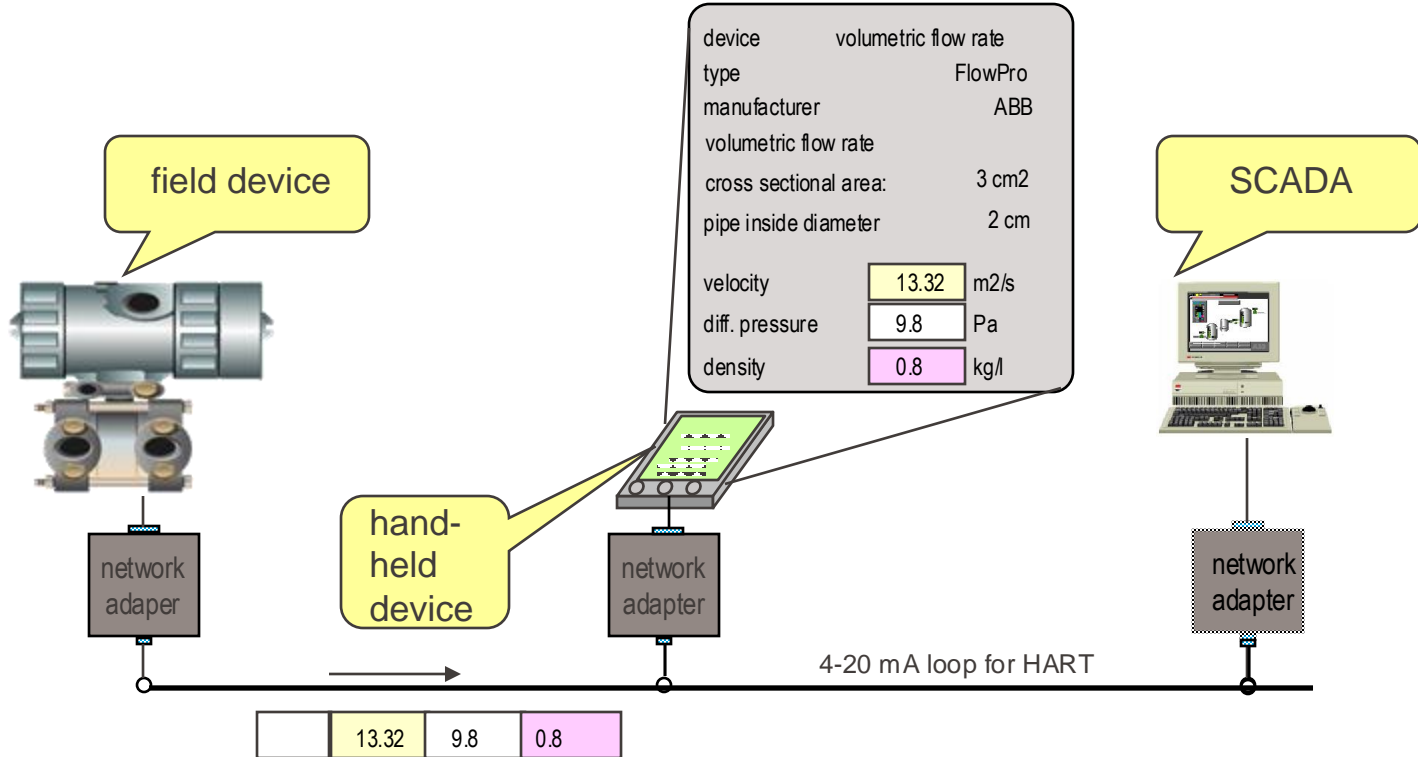 device volumetric flow rate
type FlowPro
manufacturer ABB
volumetric flow rate
cross sectional area: 3 cm2
pipe inside diameter 2 cm
velocity 13.32 m2/s
diff. pressure 9.8 Pa
density 0.8 kg/l
field device
SCADA
hand-
held
device
network
adaper
network
adapter
network
adapter
4-20 mA loop for HART
13.32 9.8 0.8